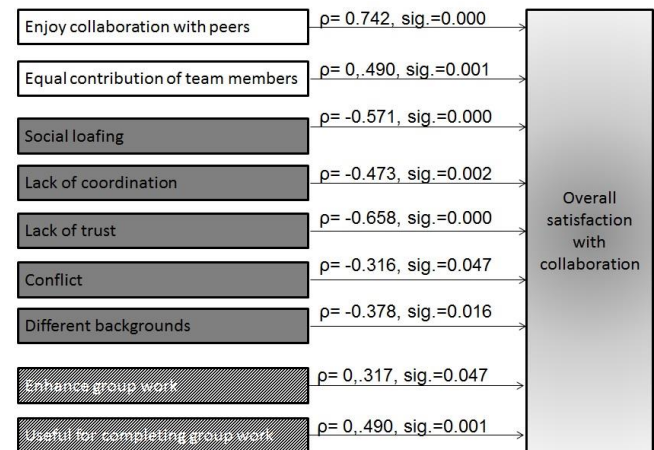 Enjoy collaboration with peers
ρ= 0.742, sig.=0.000
Equal contribution of team members
ρ= 0,.490, sig.=0.001
Social loafing
ρ= -0.571, sig.=0.000
Lack of coordination
ρ= -0.473, sig.=0.002
Lack of trust
ρ= -0.658, sig.=0.000
Conflict
ρ= -0.316, sig.=0.047
Different backgrounds
ρ= -0.378, sig.=0.016
Enhance group work
ρ= 0,.317, sig.=0.047
Useful for completing group work
ρ= 0,.490, sig.=0.001
Overall
satisfaction
with
collaboration